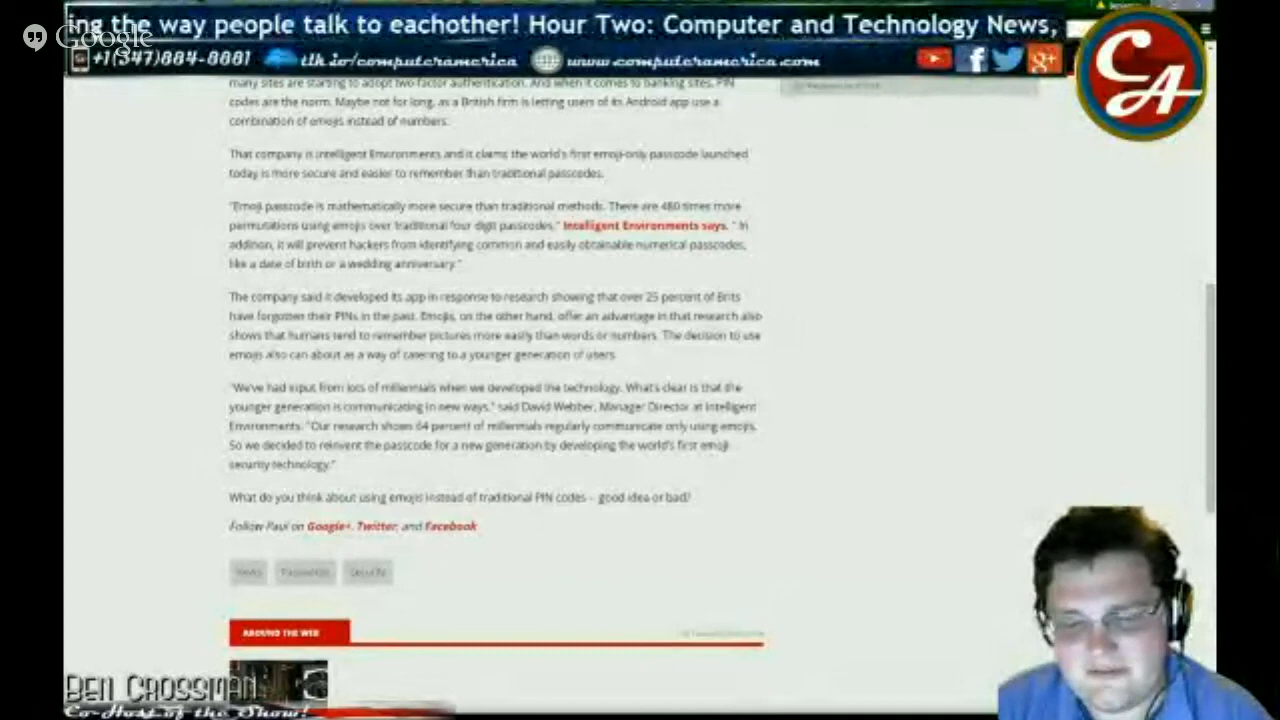 ing the way people talk to eachother! Hour Two: Computer and Technology News,
Google
+1(347)884-8881 tlk.io/computeramerica www.computeramerica.com
CA
many sites are starting to adopt two-factor authentication. And when it comes to banking sites, PIN
codes are the norm. Maybe not for long, as a British firm is letting users of its Android app use a
combination of emojis instead of numbers.
That company is Intelligent Environments and it claims the world's first emoji-only passcode launched
today is more secure and easier to remember than traditional passcodes.
"Emoji passcode is mathematically more secure than traditional methods. There are 480 times more
permutations using emojis over traditional four digit passcodes," Intelligent Environments says. " In
addition, it will prevent hackers from identifying common and easily obtainable numerical passcodes,
like a date of birth or a wedding anniversary."
The company said it developed its app in response to research showing that over 25 percent of Brits
have forgotten their PINs in the past. Emojis, on the other hand, offer an advantage in that research also
shows that humans tend to remember pictures more easily than words or numbers. The decision to use
emojis also can about as a way of catering to a younger generation of users.
"We've had input from lots of millennials when we developed the technology. What's clear is that the
younger generation is communicating in new ways," said David Webber, Manager Director at Intelligent
Environments. "Our research shows 64 percent of millennials regularly communicate only using emojis.
So we decided to reinvent the passcode for a new generation by developing the world's first emoji
security technology."
What do you think about using emojis instead of traditional PIN codes - good idea or bad?
Follow Paul on Google+, Twitter, and Facebook
News Passwords Security
AROUND THE WEB
BEN CROSSMAN
Co-Host of the Show!